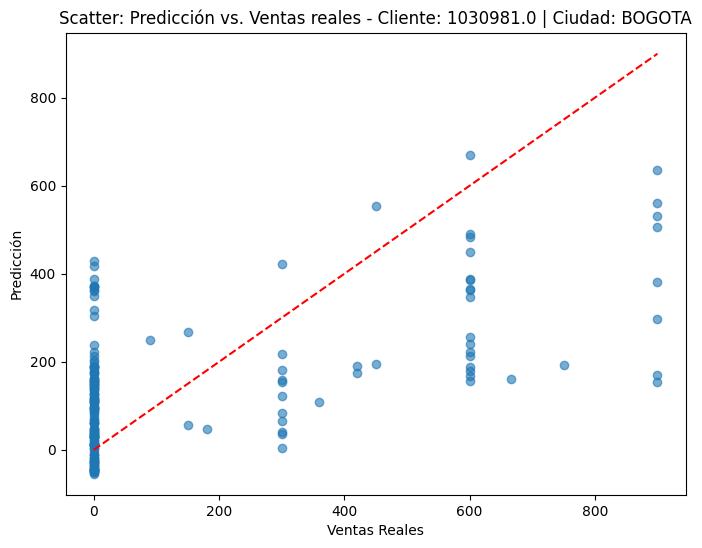 Scatter: Predicción vs. Ventas reales - Cliente: 1030981.0 | Ciudad: BOGOTA
Predicción
800
600
400
200
0
0 200 400 600 800
Ventas Reales